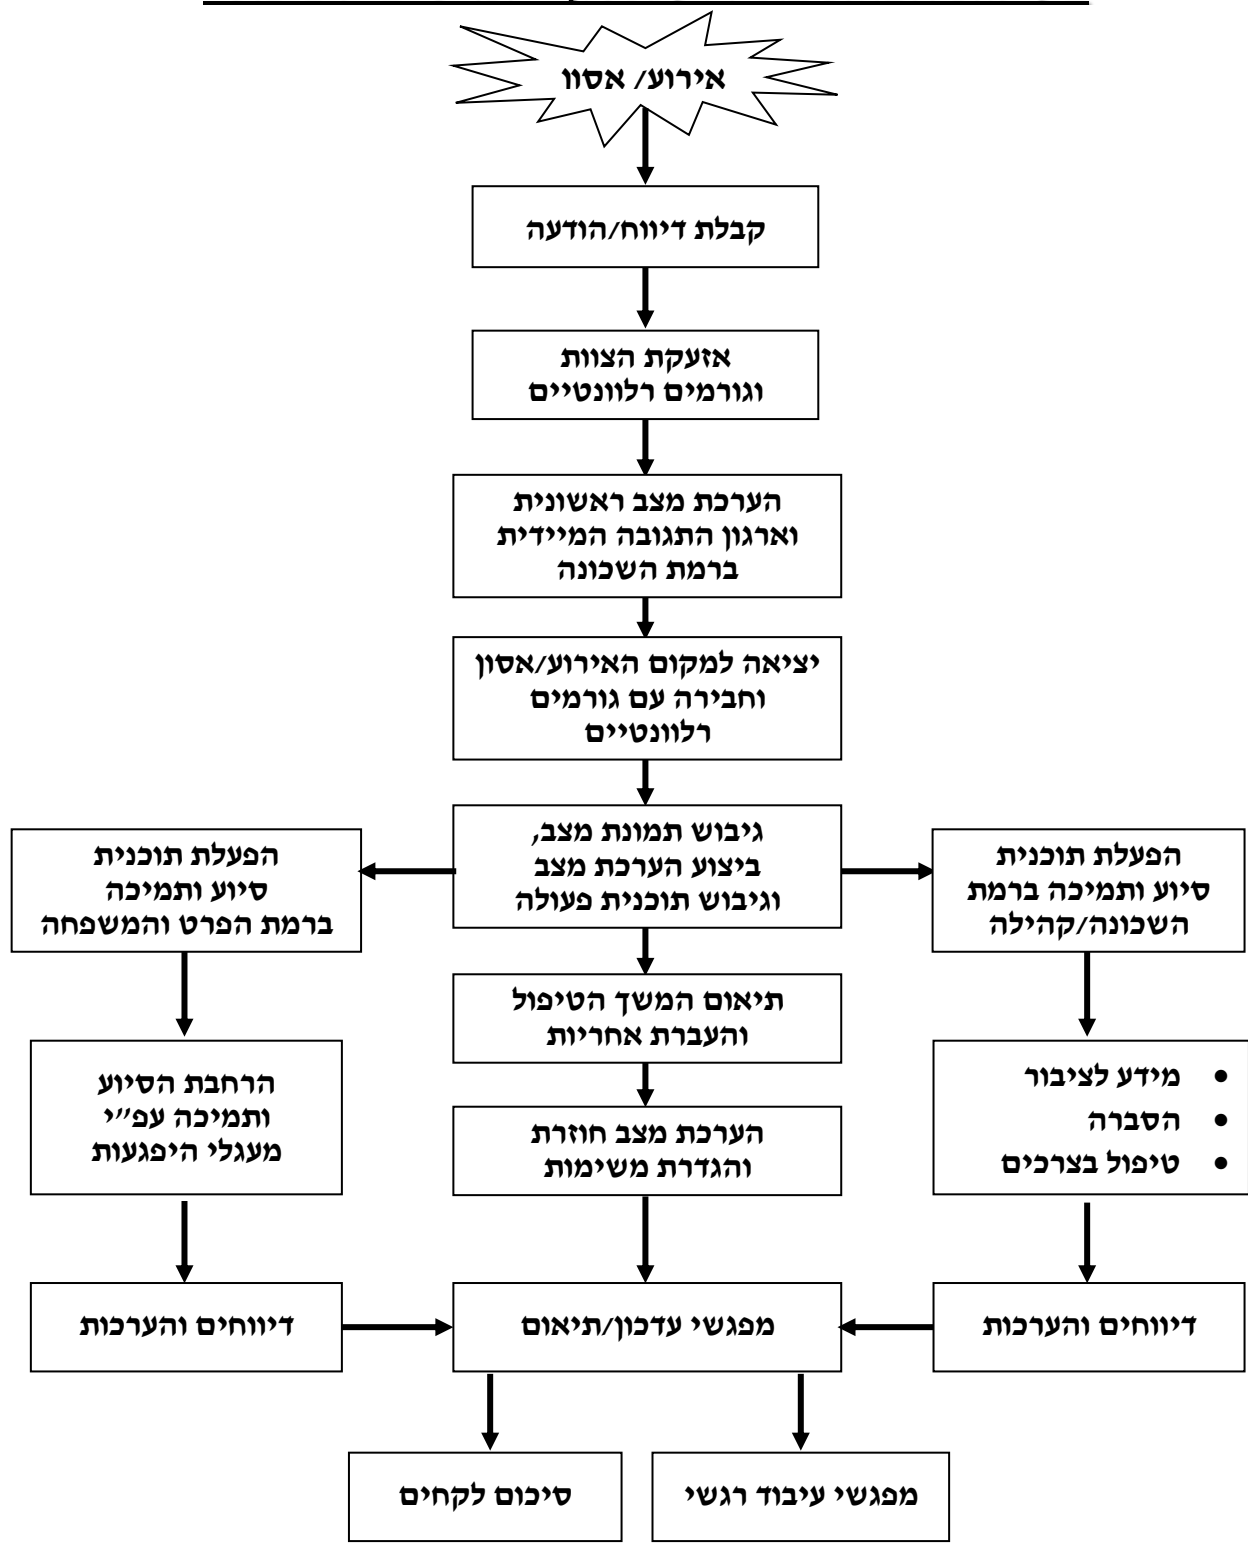 אירוע/ אסוו
קבלת דיווח/הודעה
אזעקת הצוות
וגורמים רלוונטיים
הערכת מצב ראשונית
וארגון התגובה המיידית
ברמת השכונה
יציאה למקום האירוע/אסון
וחבירה עם גורמים
רלוונטיים
גיבוש תמונת מצב,
ביצוע הערכת מצב
וגיבוש תוכנית פעולה
הפעלת תוכנית
סיוע ותמיכה ברמת
השכונה/קהילה
הפעלת תוכנית
סיוע ותמיכה
ברמת הפרט והמשפחה
תיאום המשך הטיפול
והעברת אחריות
• מידע לציבור
• הסברה
• טיפול בצרכים
הרחבת הסיוע
ותמיכה עפ״י
מעגלי היפגעות
הערכת מצב חוזרת
והגדרת משימות
דיווחים והערכות
מפגשי עדכון/תיאום
דיווחים והערכות
מפגשי עיבוד רגשי
סיכום לקחים